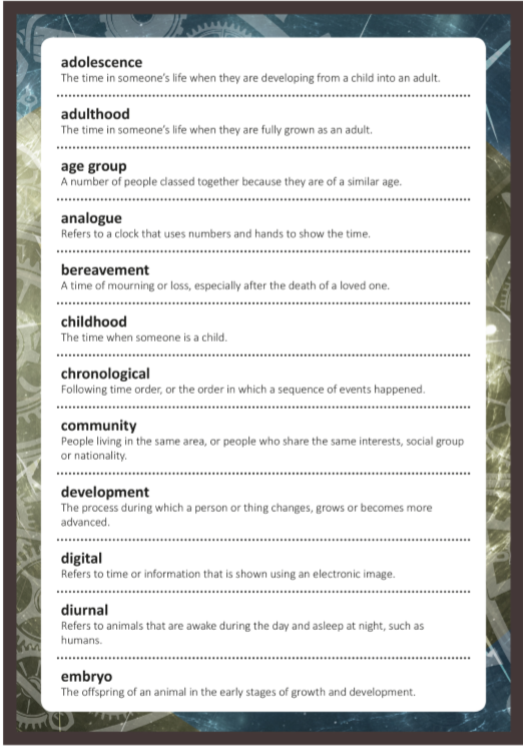 adolescence
The time in someone's life when they are developing from a child into an adult.
adulthood
The time in someone's life when they are fully grown as an adult.
age group
A number of people classed together because they are of a similar age.
analogue
Refers to a clock that uses numbers and hands to show the time.
bereavement
A time of mourning or loss, especially after the death of a loved one.
childhood
The time when someone is a child.
chronological
Following time order, or the order in which a sequence of events happened.
community
People living in the same area, or people who share the same interests, social group
or nationality.
development
The process during which a person or thing changes, grows or becomes more
advanced.
digital
Refers to time or information that is shown using an electronic image.
diurnal
Refers to animals that are awake during the day and asleep at night, such as
humans.
embryo
The offspring of an animal in the early stages of growth and development.